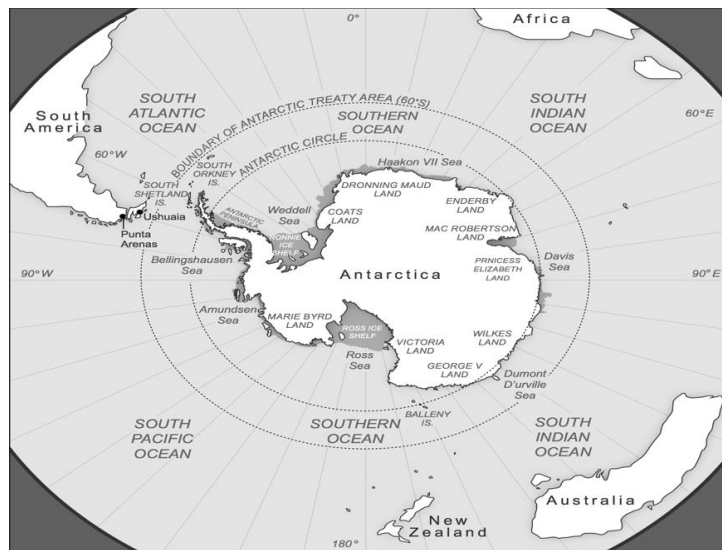 0°
Africa
SOUTH
ATLANTIC
OCEAN
SOUTH
INDIAN
OCEAN
South
America
BOUNDARY OF ANTARCTIC TREATY AREA (60°S)
SOUTHERN
OCEAN
60°E
60°W
ANTARCTIC CIRCLE
SOUTH
ORKNEY
IS.
Haakon VII Sea
SOUTH
SHETLAND
IS.
DRONNING MAUD
LAND
ENDERBY
LAND
Weddell
Sea
COATS
LAND
ANTARCTIC
PENINSULA
Ushuaia
Punta
Arenas
MAC ROBERTSON
LAND
RONNIE
ICE
SHELF
Bellingshausen
Sea
Antarctica
PRNICESS
ELIZABETH
LAND
Davis
Sea
90°W
90°E
Amundsen
Sea
MARIE BYRD
LAND
ROSS ICE
SHELF
Ross
Sea
VICTORIA
LAND
WILKES
LAND
GEORGE V
LAND
Dumont
D'urville
Sea
BALLENY
IS.
SOUTH
PACIFIC
OCEAN
SOUTHERN
OCEAN
SOUTH
INDIAN
OCEAN
Australia
New
Zealand
180°